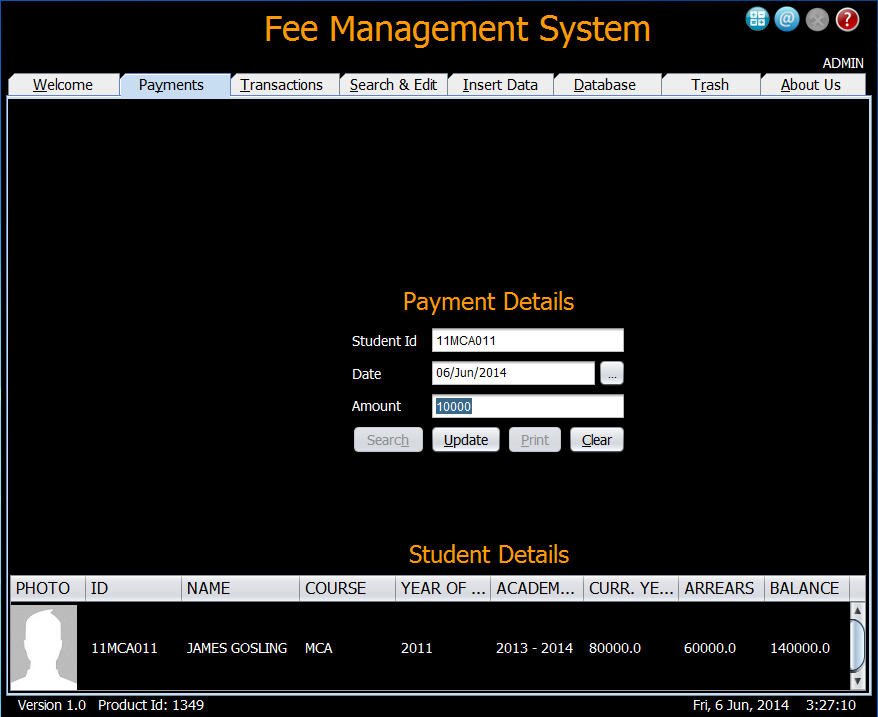 Fee Management System
@ ?
ADMIN
Welcome Payments Transactions Search & Edit Insert Data Database Trash About Us
Payment Details
Student Id 11MCA011
Date 06/Jun/2014 ...
Amount 10000
Search Update Print Clear
Student Details
PHOTO ID NAME COURSE YEAR OF ... ACADEM... CURR. YE... ARREARS BALANCE
11MCA011 JAMES GOSLING MCA 2011 2013 - 2014 80000.0 60000.0 140000.0
Version 1.0 Product Id: 1349 Fri, 6 Jun, 2014 3:27:10